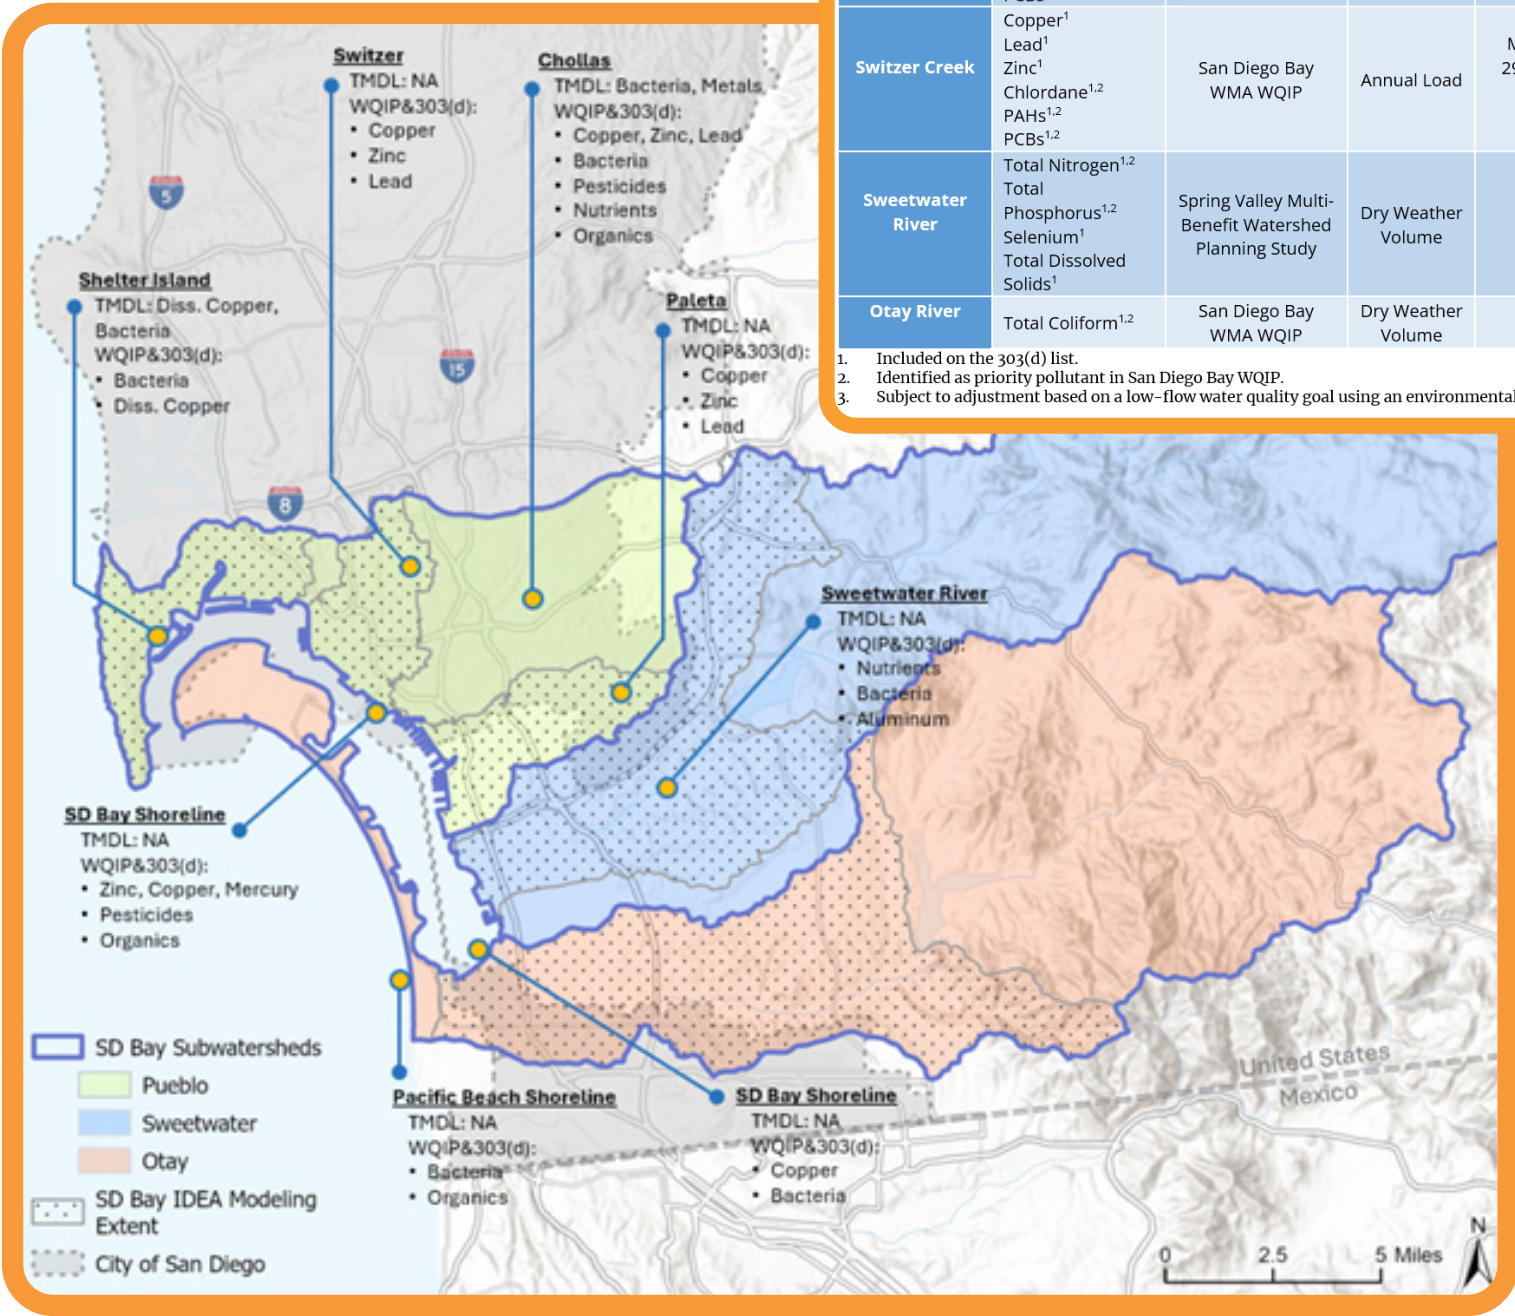 Switzer
TMDL: NA
WQIP&303(d):
• Copper
• Zinc
• Lead
Chollas
TMDL: Bacteria, Metals,
WQIP&303(d):
• Copper, Zinc, Lead
• Bacteria
• Pesticides
• Nutrients
• Organics
Shelter Island
TMDL: Diss. Copper,
Bacteria
WQIP&303(d):
• Bacteria
• Diss. Copper
Paleta
TMDL: NA
WQIP&303(d):
• Copper
• Zinc
• Lead
5
15
8
Switzer Creek
Copper¹
Lead¹
Zinc¹
Chlordane¹,²
PAHs¹,²
PCBs¹,²
San Diego Bay
WMA WQIP
Annual Load
Sweetwater
River
Total Nitrogen¹,²
Total
Phosphorus¹,²
Selenium¹
Total Dissolved
Solids¹
Spring Valley Multi-
Benefit Watershed
Planning Study
Dry Weather
Volume
Otay River
Total Coliform¹,²
San Diego Bay
WMA WQIP
Dry Weather
Volume
1. Included on the 303(d) list.
2. Identified as priority pollutant in San Diego Bay WQIP.
3. Subject to adjustment based on a low-flow water quality goal using an environmental
Sweetwater River
TMDL: NA
WQIP&303(d):
• Nutrients
• Bacteria
• Aluminum
SD Bay Shoreline
TMDL: NA
WQIP&303(d):
• Zinc, Copper, Mercury
• Pesticides
• Organics
SD Bay Subwatersheds
Pueblo
Sweetwater
Otay
SD Bay IDEA Modeling
Extent
City of San Diego
Pacific Beach Shoreline
TMDL: NA
WQIP&303(d):
• Bacteria
• Organics
SD Bay Shoreline
TMDL: NA
WQIP&303(d):
• Copper
• Bacteria
United States
Mexico
N
0 2.5 5 Miles